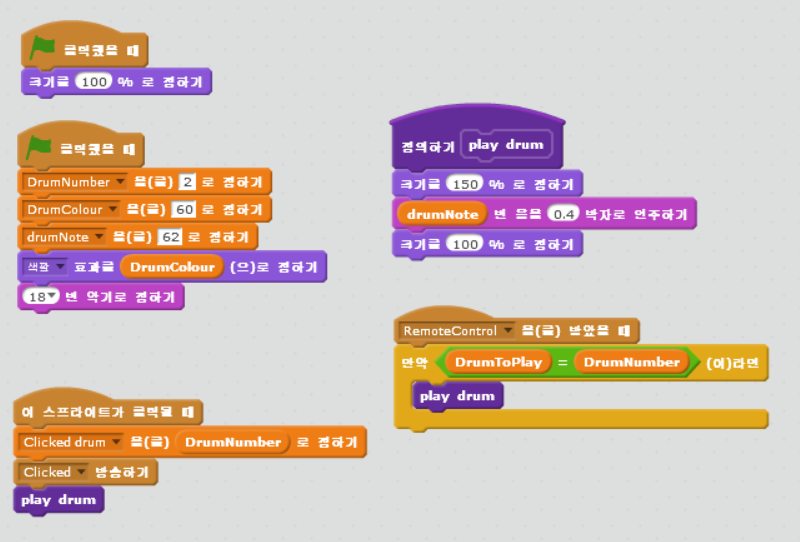 클릭했을 때
크기를 100 % 로 정하기
클릭했을 때
DrumNumber 을(를) 2 로 정하기
DrumColour 을(를) 60 로 정하기
drumNote 을(를) 62 로 정하기
색깔 효과를 DrumColour (으)로 정하기
18 번 악기로 정하기
이 스프라이트가 클릭될 때
Clicked drum 을(를) DrumNumber 로 정하기
Clicked 방송하기
play drum
정의하기 play drum
크기를 150 % 로 정하기
drumNote 번 음을 0.4 박자로 연주하기
크기를 100 % 로 정하기
RemoteControl 을(를) 받았을 때
만약 DrumToPlay = DrumNumber (이)라면
play drum